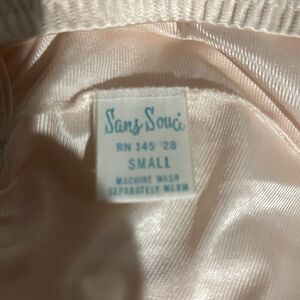 Sans Souci
RN 145 28
SMALL
MACHINE WASH
SEPARATELY WARM